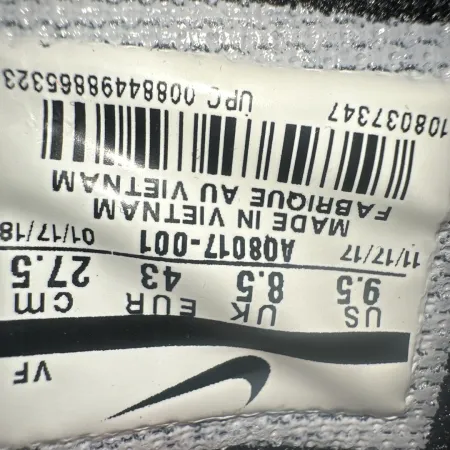 VF
US UK EUR CM
9.5 8.5 43 27.5
11/17/17 AQ8017-001 01/17/18
MADE IN VIETNAM
FABRIQUE AU VIETNAM
108037347 UPC 00884498865323